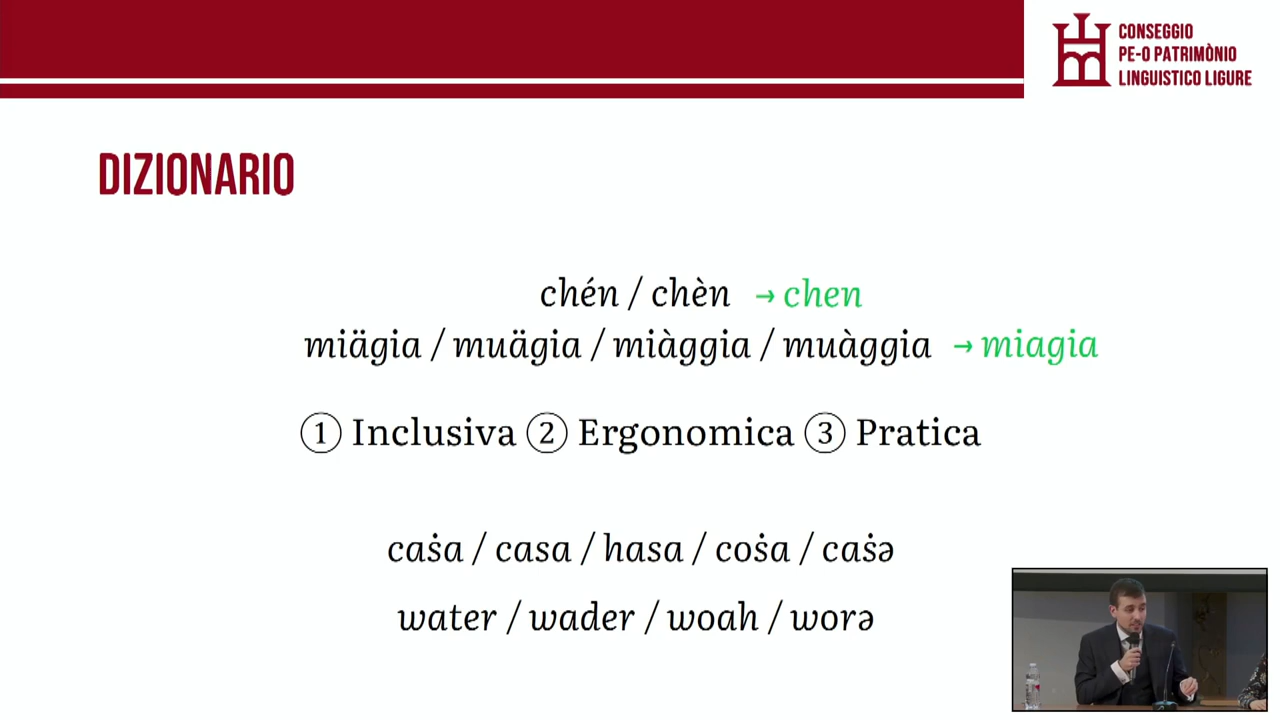 CONSEGGIO
PE-O PATRIMÒNIO
LINGUISTICO LIGURE
DIZIONARIO
chén / chèn → chen
miägia / muägia / miàggia / muàggia → miagia
① Inclusiva ② Ergonomica ③ Pratica
caṡa / casa / hasa / coṡa / caṡə
water / wader / woah / worə